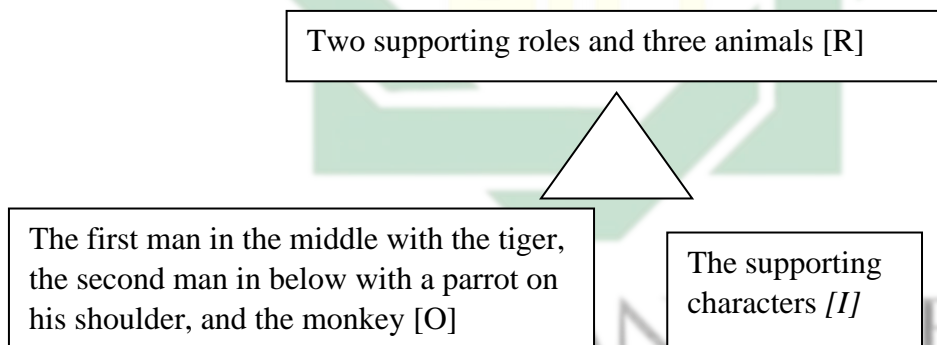 Two supporting roles and three animals [R]
The first man in the middle with the tiger,
the second man in below with a parrot on
his shoulder, and the monkey [O]
The supporting
characters [I]